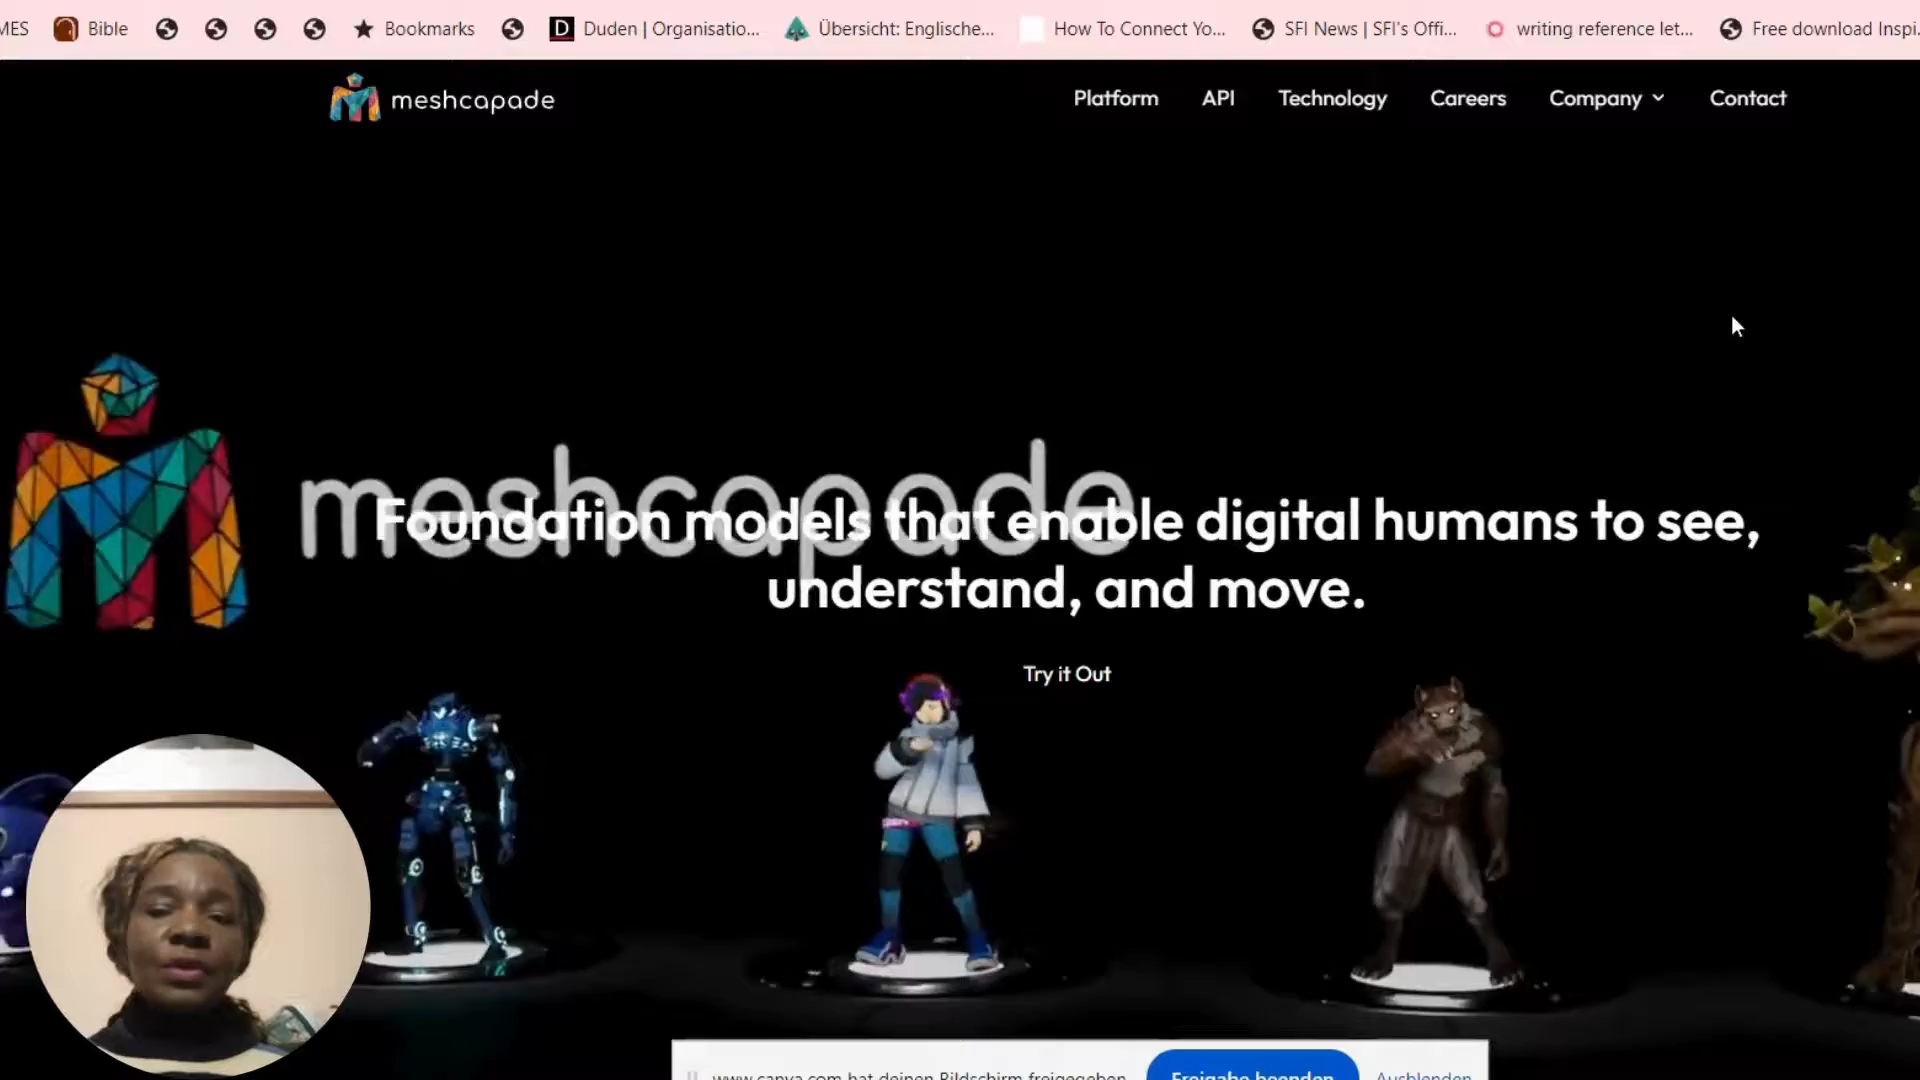 MES Bible Bookmarks Duden | Organisatio... Übersicht: Englische... How To Connect Yo... SFI News | SFI's Offi... writing reference let... Free download Inspi...
meshcapade Platform API Technology Careers Company Contact
meshcapade
Foundation models that enable digital humans to see,
understand, and move.
Try it Out
www.canva.com hat deinen Bildschirm freigegeben Freigabe beenden Ausblenden